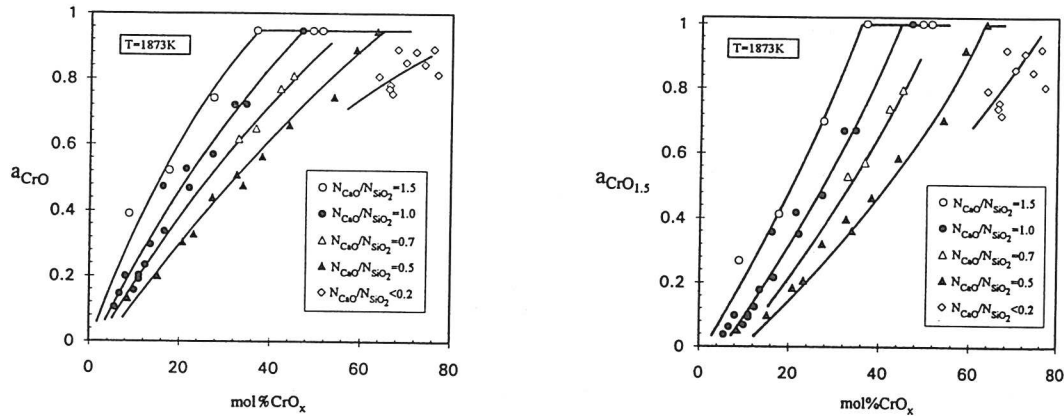 1
0.8
0.6
0.4
0.2
0
a_CrO
T=1873K
N_CaO/N_SiO₂=1.5
N_CaO/N_SiO₂=1.0
N_CaO/N_SiO₂=0.7
N_CaO/N_SiO₂=0.5
N_CaO/N_SiO₂<0.2
0 20 40 60 80
mol%CrOₓ
1
0.8
0.6
0.4
0.2
0
a_CrO₁.₅
T=1873K
N_CaO/N_SiO₂=1.5
N_CaO/N_SiO₂=1.0
N_CaO/N_SiO₂=0.7
N_CaO/N_SiO₂=0.5
N_CaO/N_SiO₂<0.2
0 20 40 60 80
mol%CrOₓ